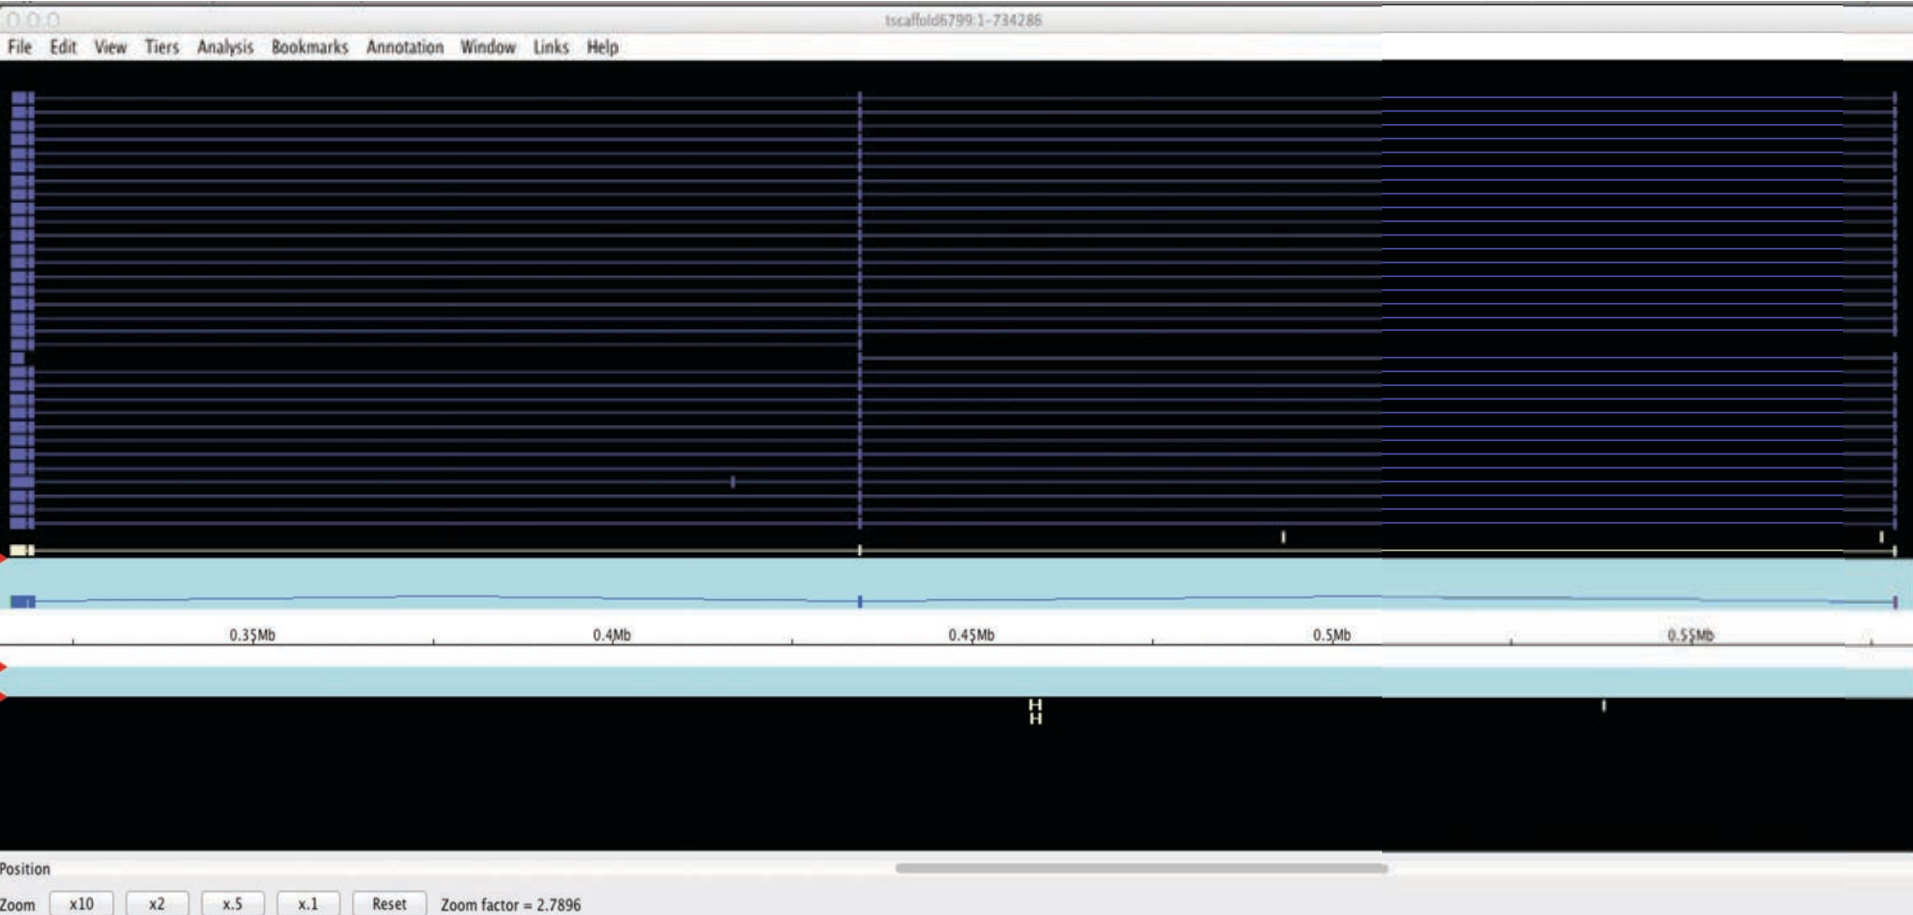 tscaffold6799:1-734286
File Edit View Tiers Analysis Bookmarks Annotation Window Links Help
0.35Mb 0.4Mb 0.45Mb 0.5Mb 0.55Mb
H
H
Position
Zoom x10 x2 x.5 x.1 Reset Zoom factor = 2.7896